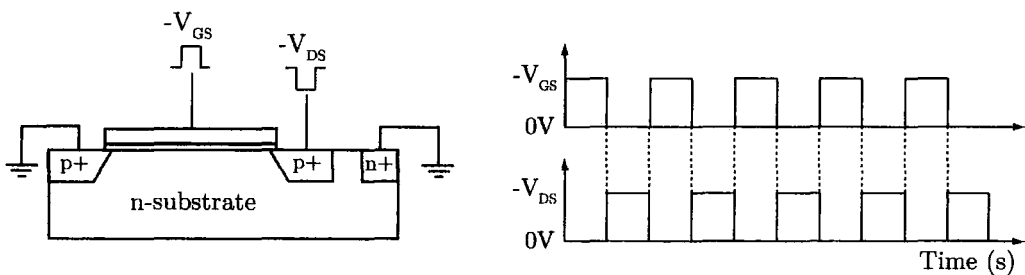 -V_GS
-V_DS
p+ p+ n+
n-substrate
-V_GS
0V
-V_DS
0V
Time (s)